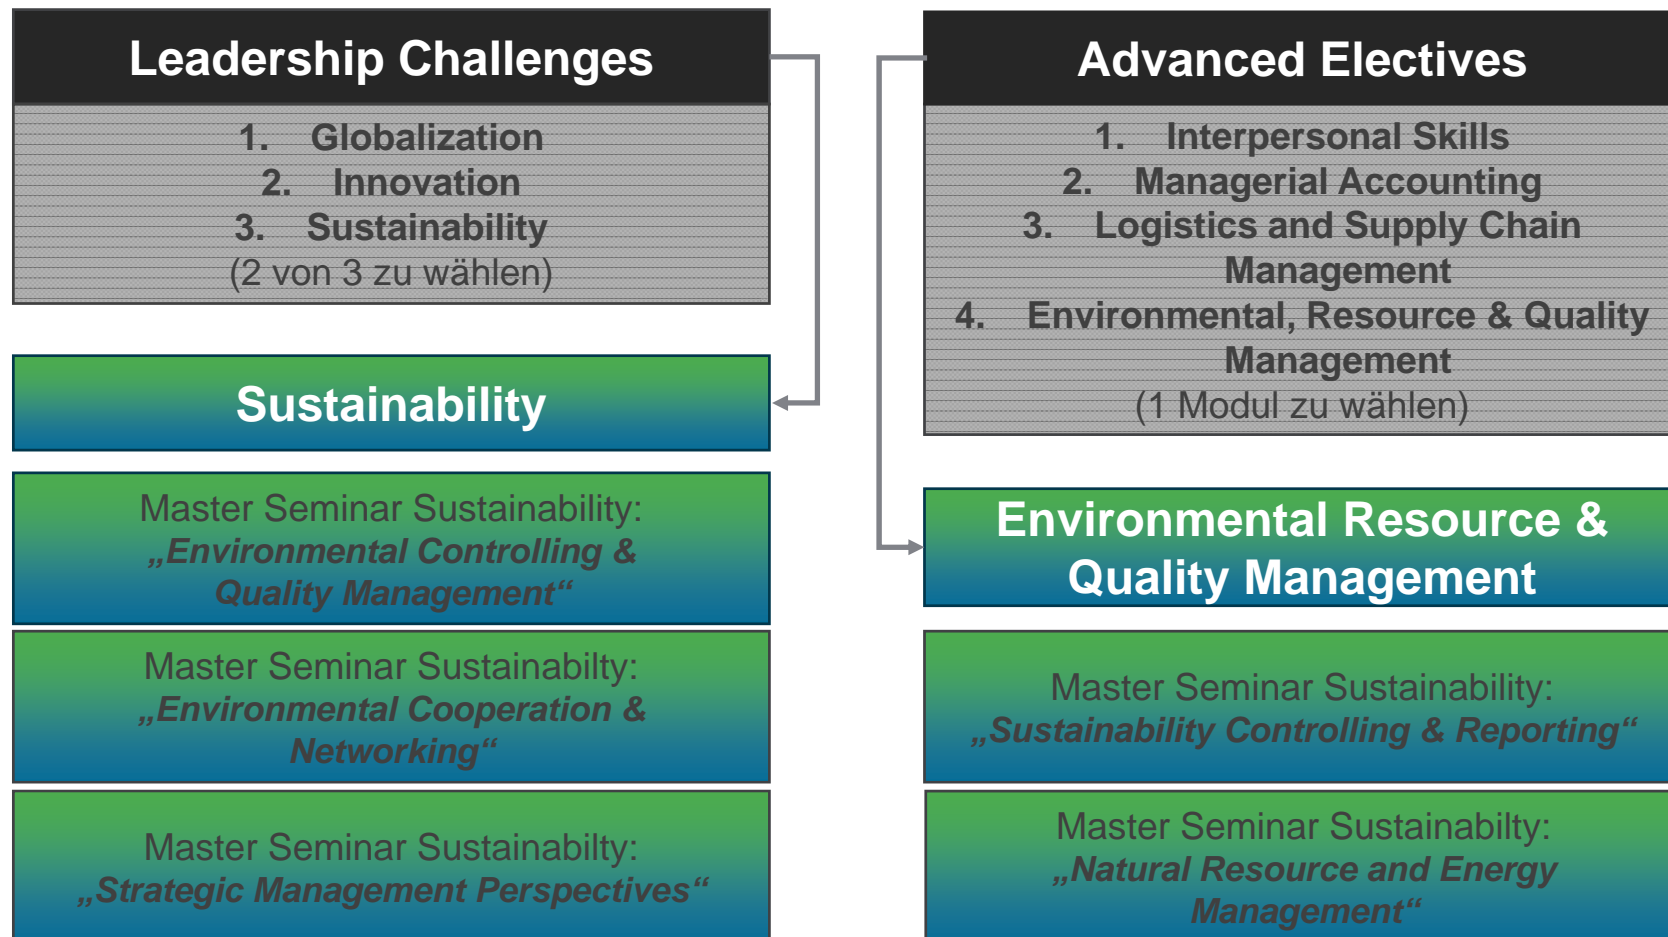 Leadership Challenges
1. Globalization
2. Innovation
3. Sustainability
(2 von 3 zu wählen)
Sustainability
Master Seminar Sustainability:
„Environmental Controlling &
Quality Management“
Master Seminar Sustainabilty:
„Environmental Cooperation &
Networking“
Master Seminar Sustainabilty:
„Strategic Management Perspectives“
Advanced Electives
1. Interpersonal Skills
2. Managerial Accounting
3. Logistics and Supply Chain
Management
4. Environmental, Resource & Quality
Management
(1 Modul zu wählen)
Environmental Resource &
Quality Management
Master Seminar Sustainability:
„Sustainability Controlling & Reporting“
Master Seminar Sustainabilty:
„Natural Resource and Energy
Management“